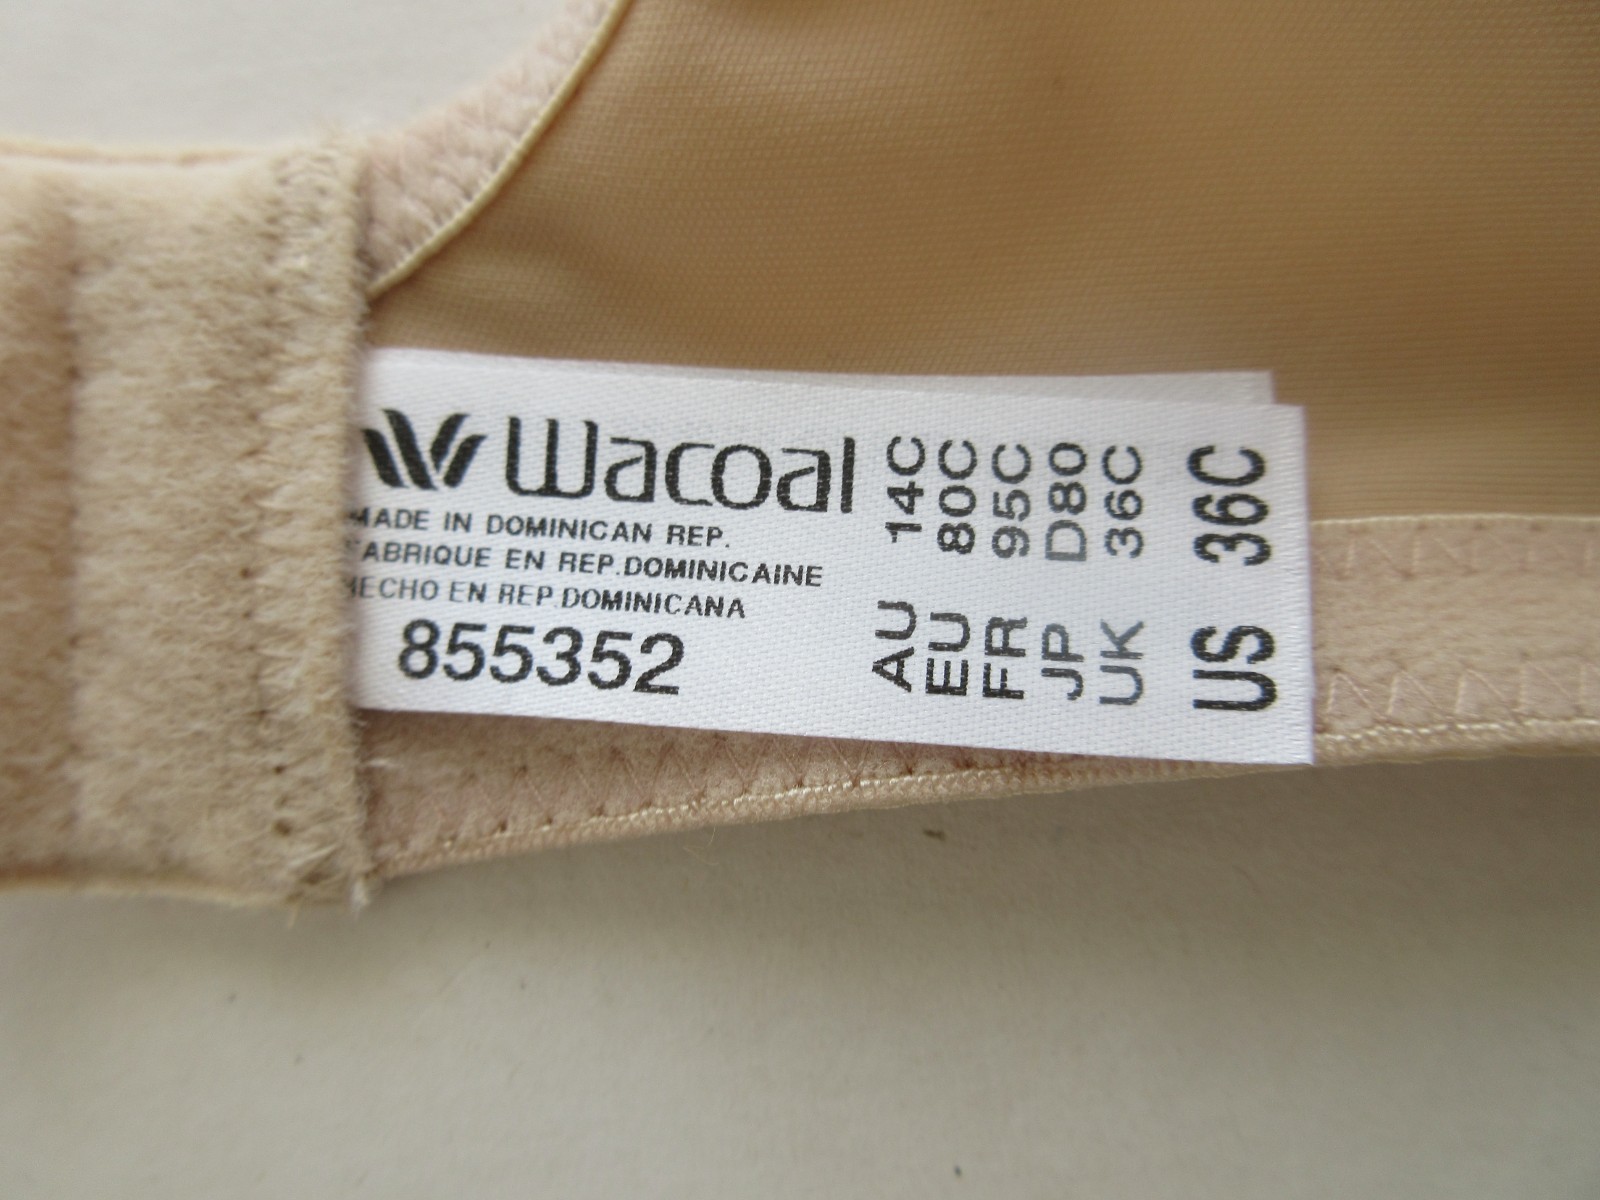 Wacoal
MADE IN DOMINICAN REP.
FABRIQUE EN REP.DOMINICAINE
HECHO EN REP.DOMINICANA
855352
AU 14C
EU 80C
FR 95C
JP D80
UK 36C
US 36C